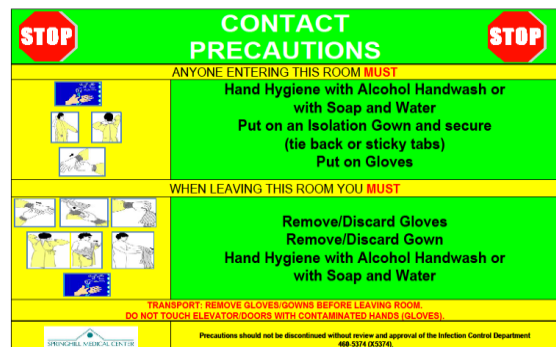 STOP
CONTACT
PRECAUTIONS
STOP
ANYONE ENTERING THIS ROOM MUST
Hand Hygiene with Alcohol Handwash or
with Soap and Water
Put on an Isolation Gown and secure
(tie back or sticky tabs)
Put on Gloves
WHEN LEAVING THIS ROOM YOU MUST
Remove/Discard Gloves
Remove/Discard Gown
Hand Hygiene with Alcohol Handwash or
with Soap and Water
TRANSPORT: REMOVE GLOVES/GOWNS BEFORE LEAVING ROOM.
DO NOT TOUCH ELEVATOR/DOORS WITH CONTAMINATED HANDS (GLOVES).
SPRINGHILL MEDICAL CENTER
Precautions should not be discontinued without review and approval of the Infection Control Department
460-5374 (X5374).